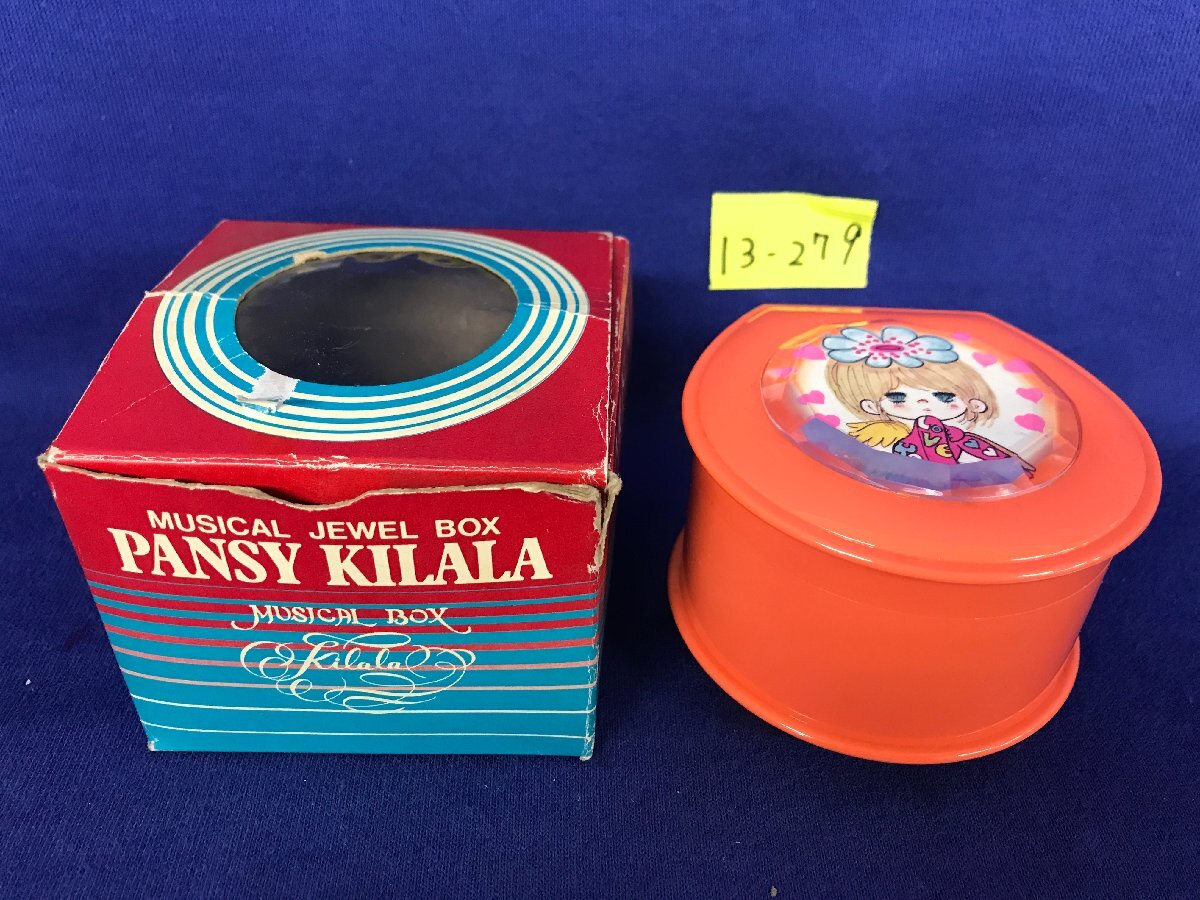 13-279
MUSICAL JEWEL BOX
PANSY KILALA
MUSICAL BOX
Kilala